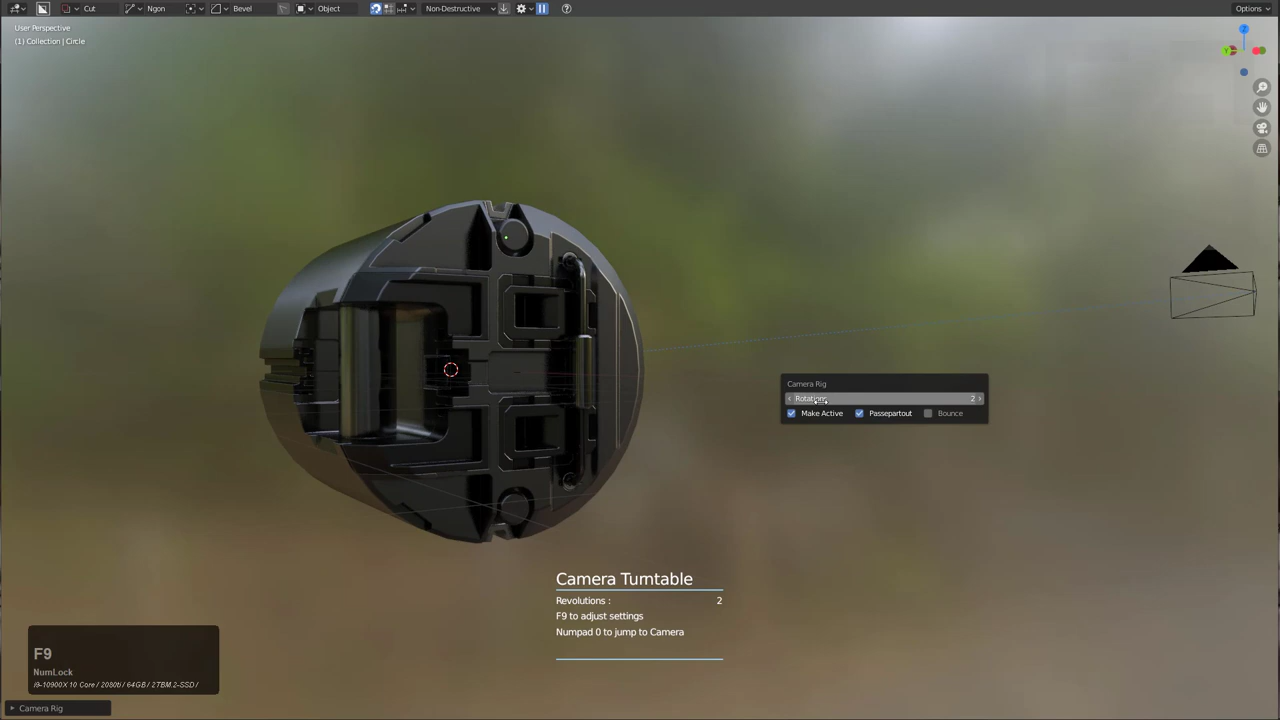 Cut Ngon Bevel Object Non-Destructive Options
User Perspective
(1) Collection | Circle
Z
Y
Camera Rig
Rotations 2
Make Active Passepartout Bounce
Camera Turntable
Revolutions : 2
F9 to adjust settings
Numpad 0 to jump to Camera
F9
NumLock
i9-10900X 10 Core / 2080ti / 64GB / 2TBM.2-SSD /
Camera Rig